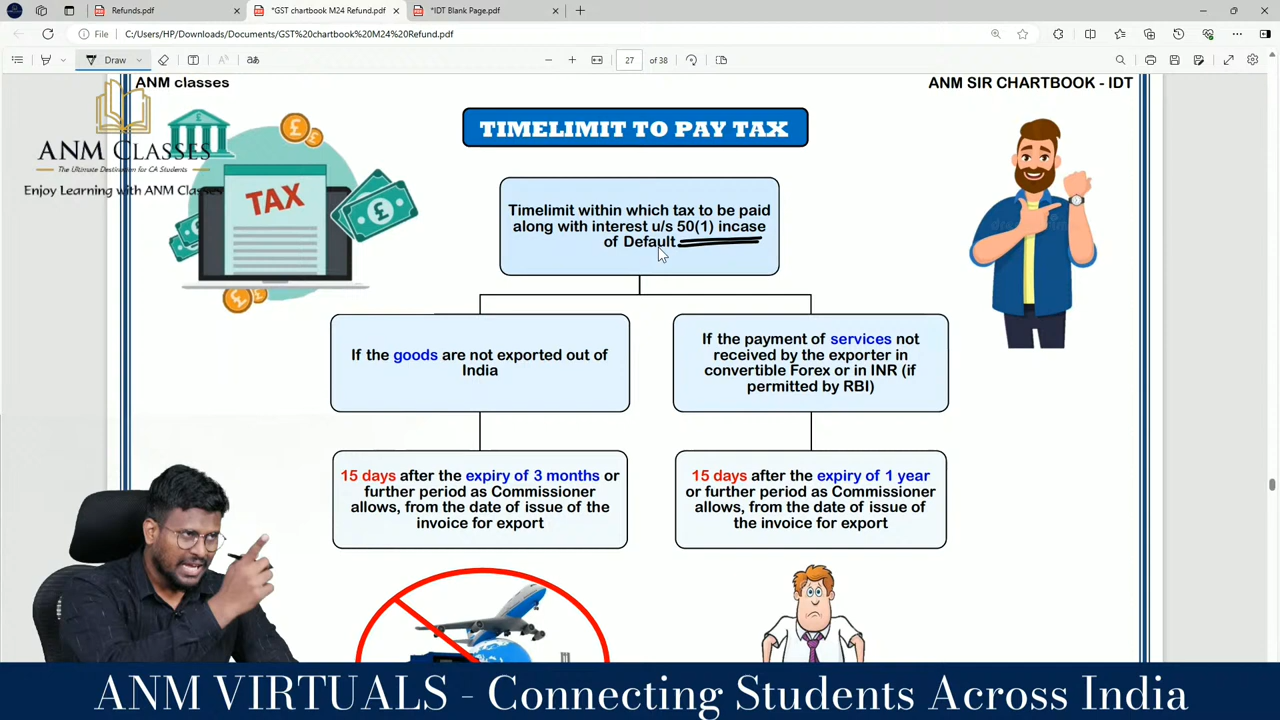 Refunds.pdf
*GST chartbook M24 Refund.pdf
*IDT Blank Page.pdf
File
C:/Users/HP/Downloads/Documents/GST%20chartbook%20M24%20Refund.pdf
Draw
27 of 38
ANM classes
ANM SIR CHARTBOOK - IDT
ANM CLASSES
The Ultimate Destination for CA Students
Enjoy Learning with ANM Classes
TAX
TIMELIMIT TO PAY TAX
Timelimit within which tax to be paid
along with interest u/s 50(1) incase
of Default
If the goods are not exported out of
India
If the payment of services not
received by the exporter in
convertible Forex or in INR (if
permitted by RBI)
15 days after the expiry of 3 months or
further period as Commissioner
allows, from the date of issue of the
invoice for export
15 days after the expiry of 1 year
or further period as Commissioner
allows, from the date of issue of
the invoice for export
ANM VIRTUALS - Connecting Students Across India